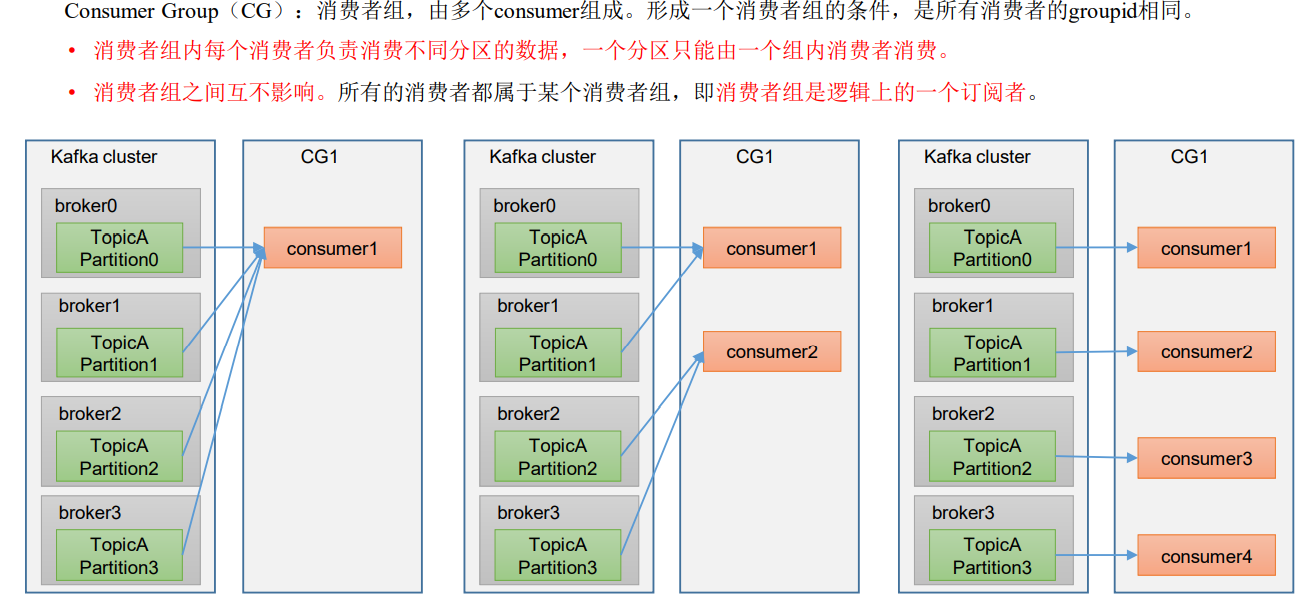 Consumer Group（CG）：消费者组，由多个consumer组成。形成一个消费者组的条件，是所有消费者的groupid相同。
• 消费者组内每个消费者负责消费不同分区的数据，一个分区只能由一个组内消费者消费。
• 消费者组之间互不影响。所有的消费者都属于某个消费者组，即消费者组是逻辑上的一个订阅者。
Kafka cluster
CG1
broker0
TopicA
Partition0
consumer1
broker1
TopicA
Partition1
broker2
TopicA
Partition2
broker3
TopicA
Partition3
Kafka cluster
CG1
broker0
TopicA
Partition0
consumer1
broker1
TopicA
Partition1
consumer2
broker2
TopicA
Partition2
broker3
TopicA
Partition3
Kafka cluster
CG1
broker0
TopicA
Partition0
consumer1
broker1
TopicA
Partition1
consumer2
broker2
TopicA
Partition2
consumer3
broker3
TopicA
Partition3
consumer4